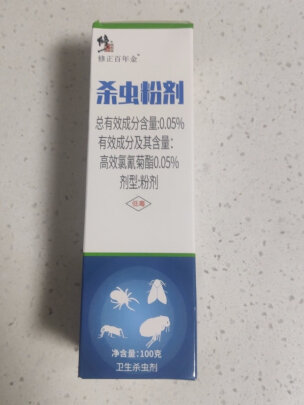 修正百年金
杀虫粉剂
总有效成分含量:0.05%
有效成分及其含量:
高效氯氰菊酯0.05%
剂型:粉剂
低毒
净含量:100克
卫生杀虫剂